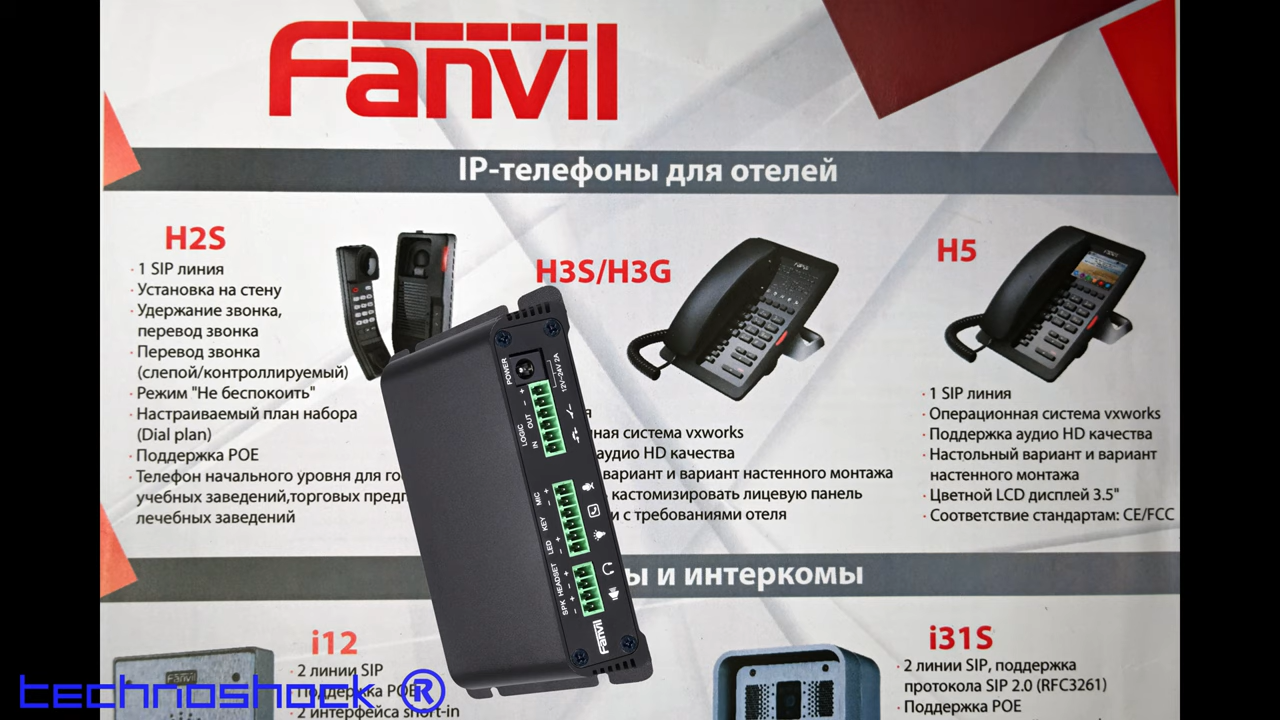 Fanvil
IP-телефоны для отелей
H2S
· 1 SIP линия
· Установка на стену
· Удержание звонка,
перевод звонка
· Перевод звонка
(слепой/контролируемый)
· Режим "Не беспокоить"
· Настраиваемый план набора
(Dial plan)
· Поддержка POE
· Телефон начального уровня для
учебных заведений,торговых
лечебных заведений
H3S/H3G
система vxworks
аудио HD качества
вариант и вариант настенного монтажа
кастомизировать лицевую панель
и с требованиями отеля
H5
· 1 SIP линия
· Операционная система vxworks
· Поддержка аудио HD качества
· Настольный вариант и вариант
настенного монтажа
· Цветной LCD дисплей 3.5"
· Соответствие стандартам: CE/FCC
POWER
12V~24V 2A
LOGIC
IN OUT − +
MIC − +
KEY
LED − +
HEADSET − +
SPK − +
Fanvil
и интеркомы
i12
· 2 линии SIP
· Поддержка POE
· 2 интерфейса short-in
i31S
· 2 линии SIP, поддержка
протокола SIP 2.0 (RFC3261)
· Поддержка POE
technoshock ®